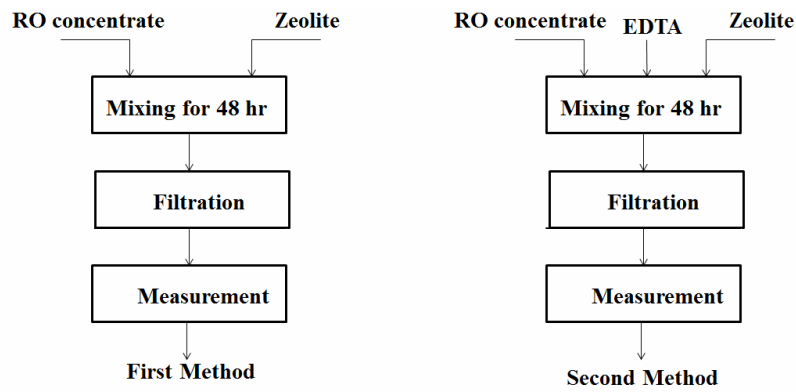 RO concentrate
Zeolite
Mixing for 48 hr
Filtration
Measurement
First Method
RO concentrate
EDTA
Zeolite
Mixing for 48 hr
Filtration
Measurement
Second Method